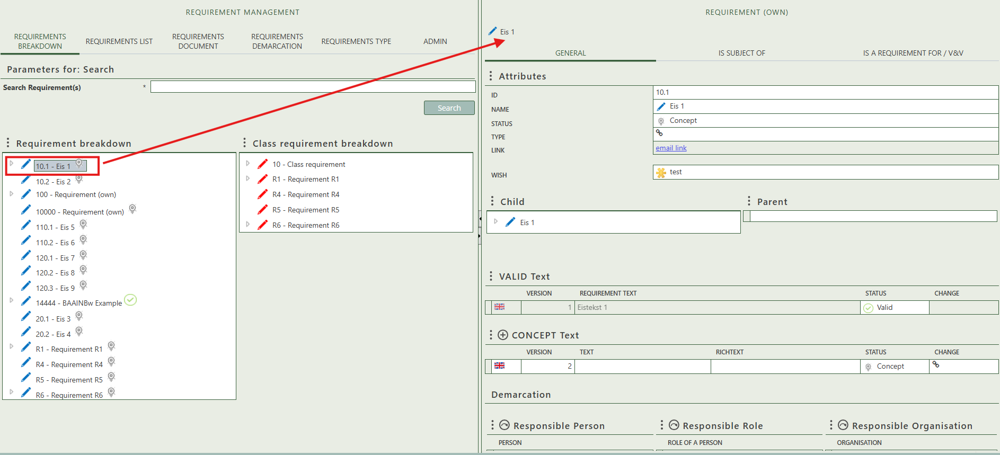 REQUIREMENT MANAGEMENT
REQUIREMENTS BREAKDOWN
REQUIREMENTS LIST
REQUIREMENTS DOCUMENT
REQUIREMENTS DEMARCATION
REQUIREMENTS TYPE
ADMIN
Parameters for: Search
Search Requirement(s) *
Search
Requirement breakdown
10.1 - Eis 1
10.2 - Eis 2
100 - Requirement (own)
10000 - Requirement (own)
110.1 - Eis 5
110.2 - Eis 6
120.1 - Eis 7
120.2 - Eis 8
120.3 - Eis 9
14444 - BAAINBw Example
20.1 - Eis 3
20.2 - Eis 4
R1 - Requirement R1
R4 - Requirement R4
R5 - Requirement R5
R6 - Requirement R6
Class requirement breakdown
10 - Class requirement
R1 - Requirement R1
R4 - Requirement R4
R5 - Requirement R5
R6 - Requirement R6
REQUIREMENT (OWN)
Eis 1
GENERAL
IS SUBJECT OF
IS A REQUIREMENT FOR / V&V
Attributes
ID 10.1
NAME Eis 1
STATUS Concept
TYPE
LINK email link
WISH test
Child
Eis 1
Parent
VALID Text
VERSION REQUIREMENT TEXT STATUS CHANGE
1 Eistekst 1 Valid
CONCEPT Text
VERSION TEXT RICHTEXT STATUS CHANGE
2 Concept
Demarcation
Responsible Person
PERSON
Responsible Role
ROLE OF A PERSON
Responsible Organisation
ORGANISATION